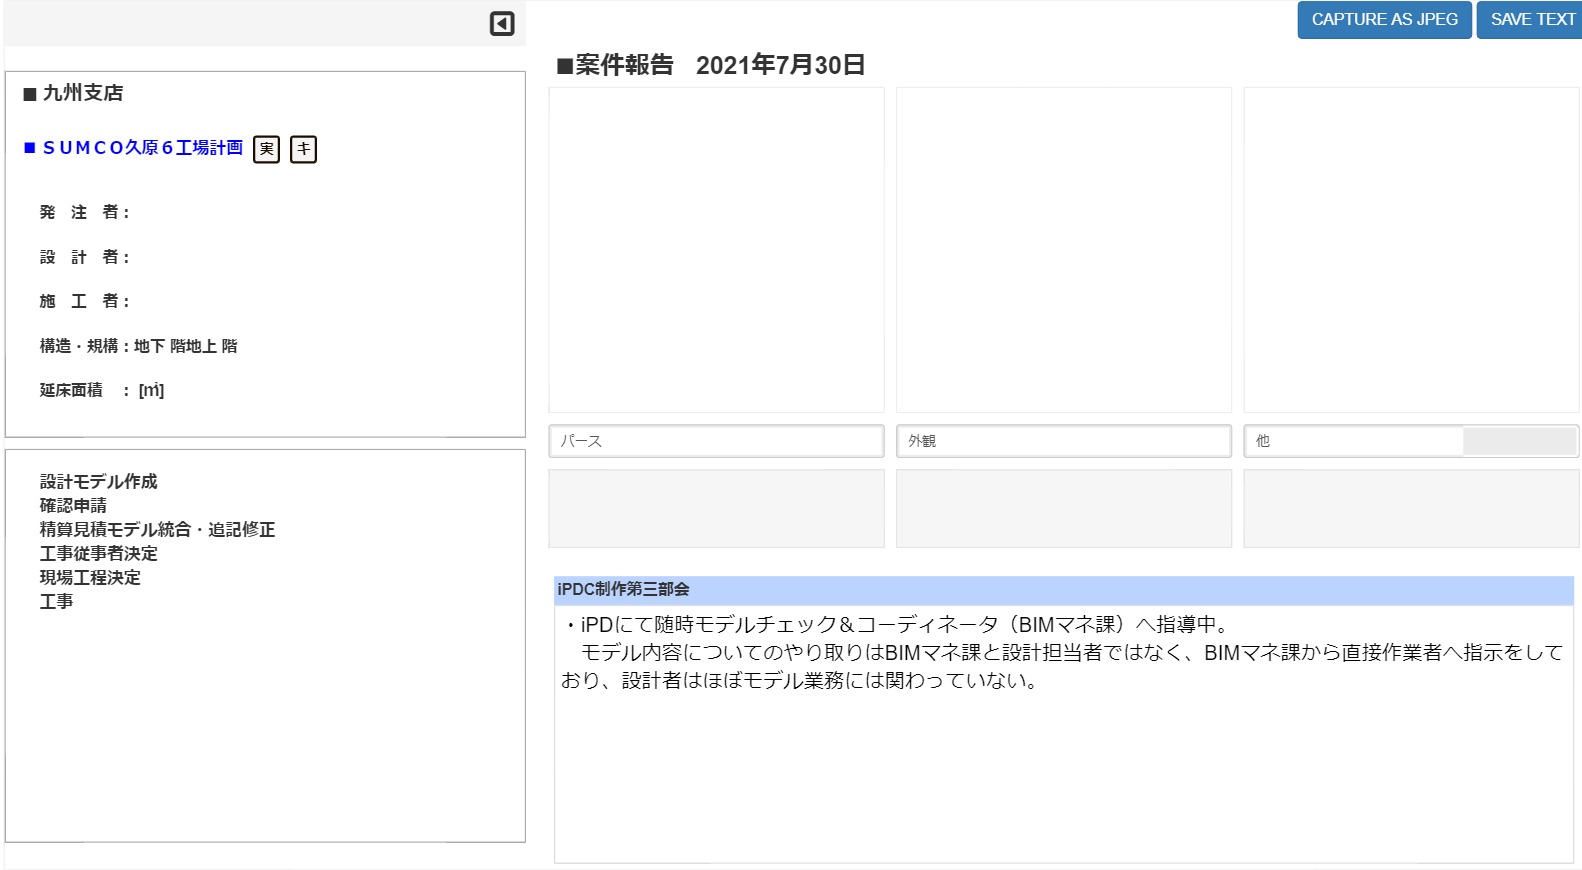 CAPTURE AS JPEG
SAVE TEXT
■ 九州支店
■ ＳＵＭＣＯ久原６工場計画 実 キ
発　注　者：
設　計　者：
施　工　者：
構造・規構：地下 階地上 階
延床面積　： [㎡]
設計モデル作成
確認申請
精算見積モデル統合・追記修正
工事従事者決定
現場工程決定
工事
■案件報告　2021年7月30日
パース
外観
他
iPDC制作第三部会
・iPDにて随時モデルチェック＆コーディネータ（BIMマネ課）へ指導中。
　モデル内容についてのやり取りはBIMマネ課と設計担当者ではなく、BIMマネ課から直接作業者へ指示をして
おり、設計者はほぼモデル業務には関わっていない。